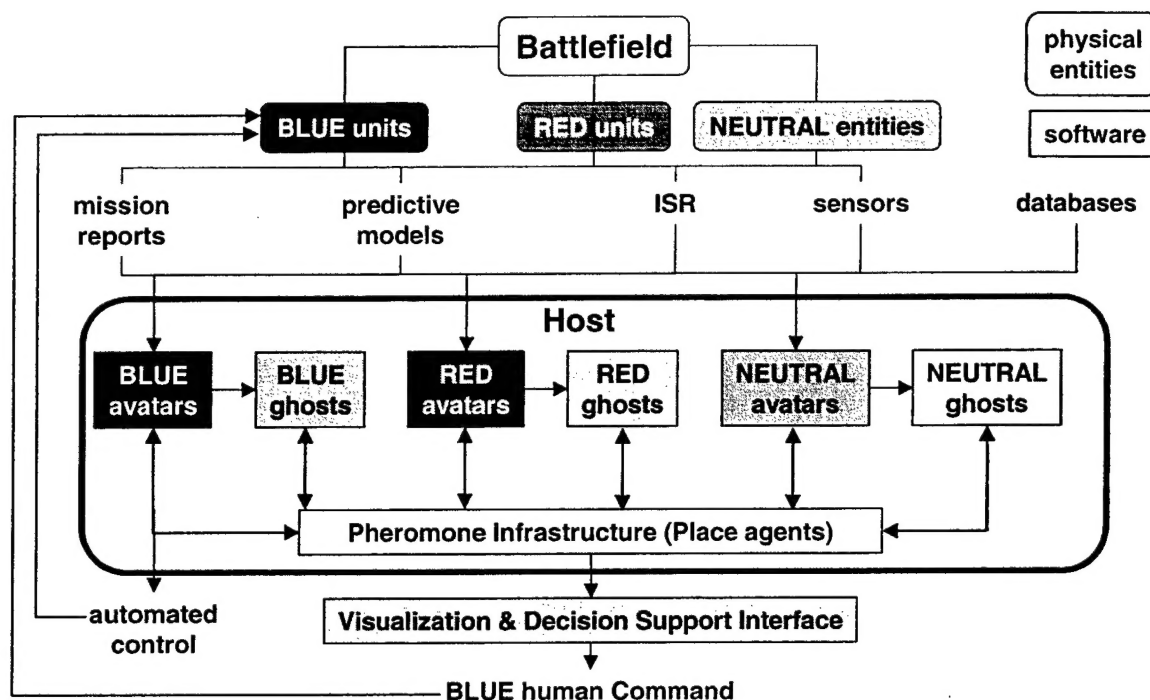 Battlefield
physical
entities
BLUE units
RED units
NEUTRAL entities
software
mission
reports
predictive
models
ISR
sensors
databases
Host
BLUE
avatars
BLUE
ghosts
RED
avatars
RED
ghosts
NEUTRAL
avatars
NEUTRAL
ghosts
Pheromone Infrastructure (Place agents)
automated
control
Visualization & Decision Support Interface
BLUE human Command